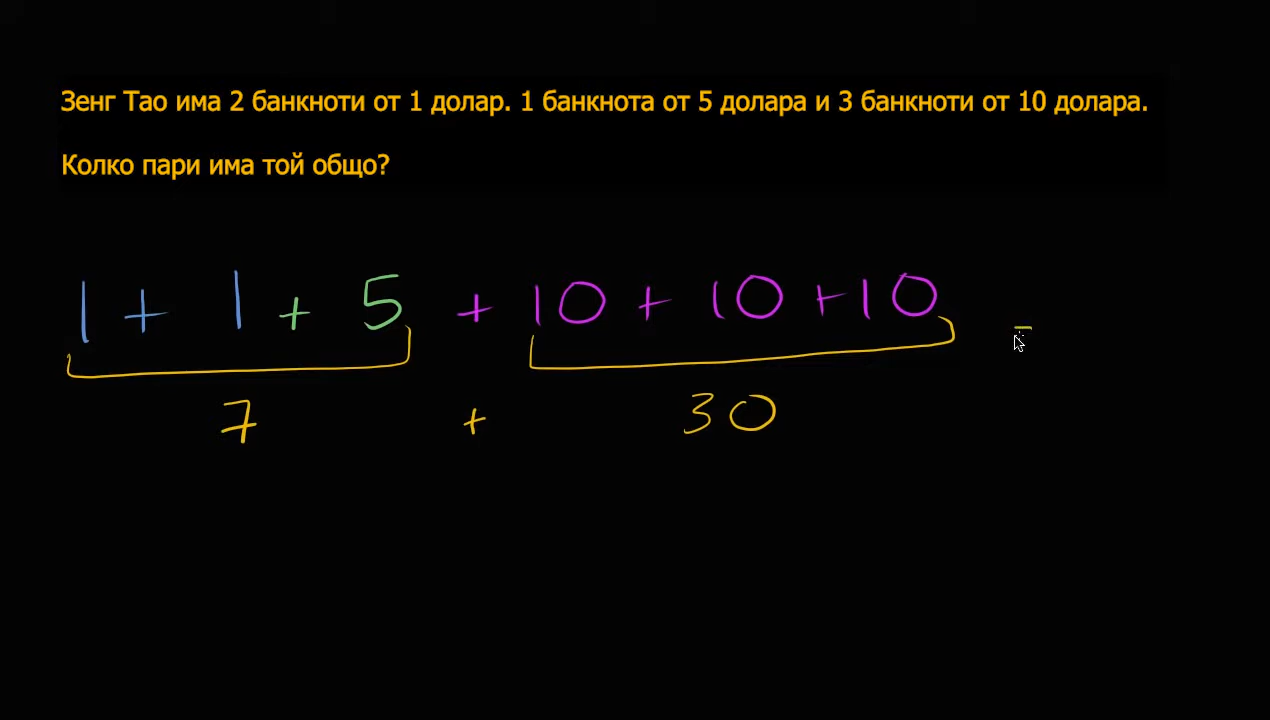 Зенг Тао има 2 банкноти от 1 долар. 1 банкнота от 5 долара и 3 банкноти от 10 долара.
Колко пари има той общо?
1 + 1 + 5 + 10 + 10 + 10
7 + 30